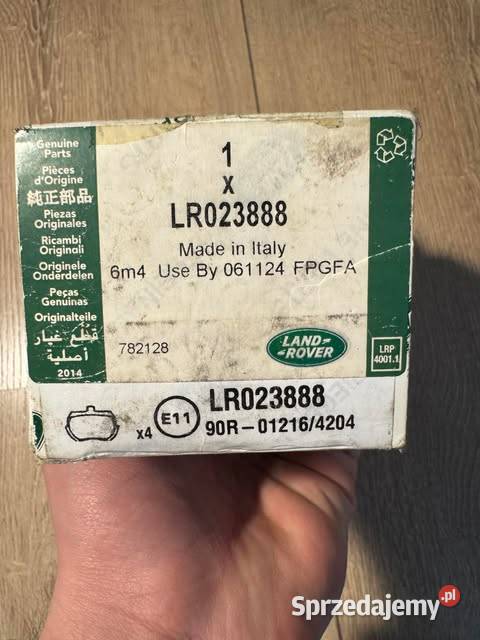 Genuine
Parts
Pièces
d'Origine
純正部品
Piezas
Originales
Ricambi
Originali
Originele
Onderdelen
Peças
Genuinas
Originalteile
قطع غيار
أصلية
2014
1
x
LR023888
Made in Italy
6m4 Use By 061124 FPGFA
782128
LAND-
-ROVER
LRP
4001.1
x4
E11
LR023888
90R-01216/4204
Sprzedajemy.pl